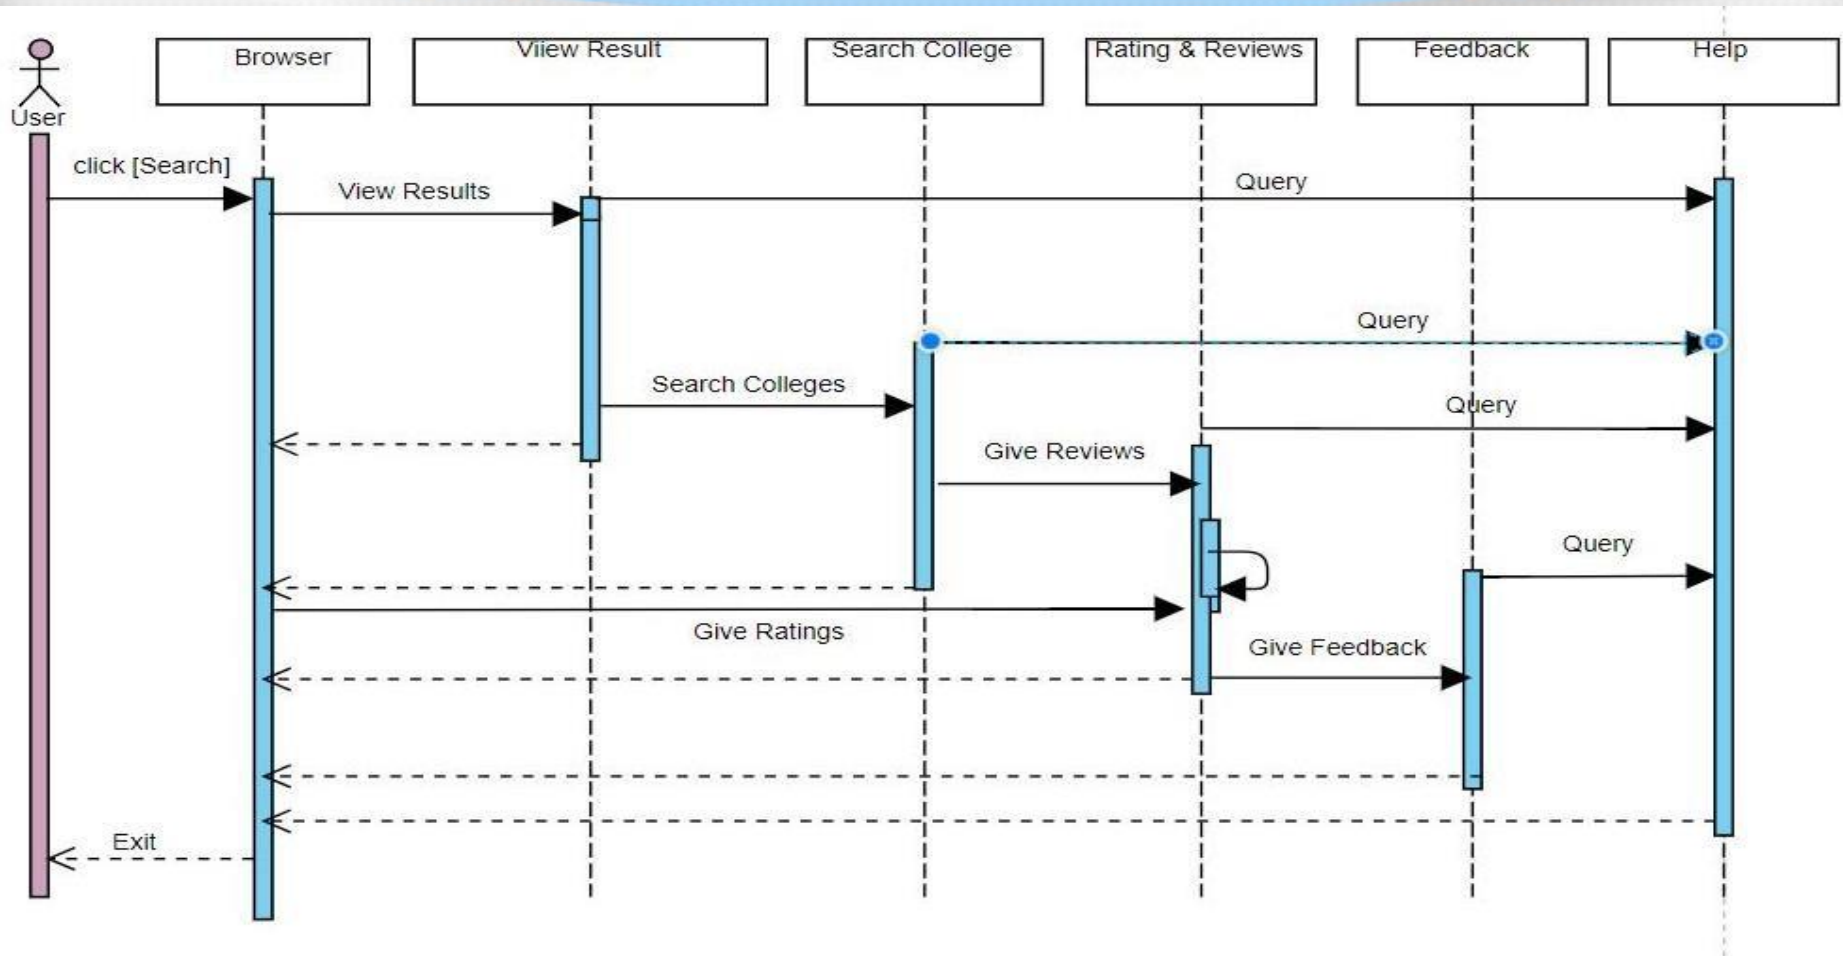 Browser
Viiew Result
Search College
Rating & Reviews
Feedback
Help
User
click [Search]
View Results
Query
Query
Search Colleges
Query
Give Reviews
Query
Give Ratings
Give Feedback
Exit